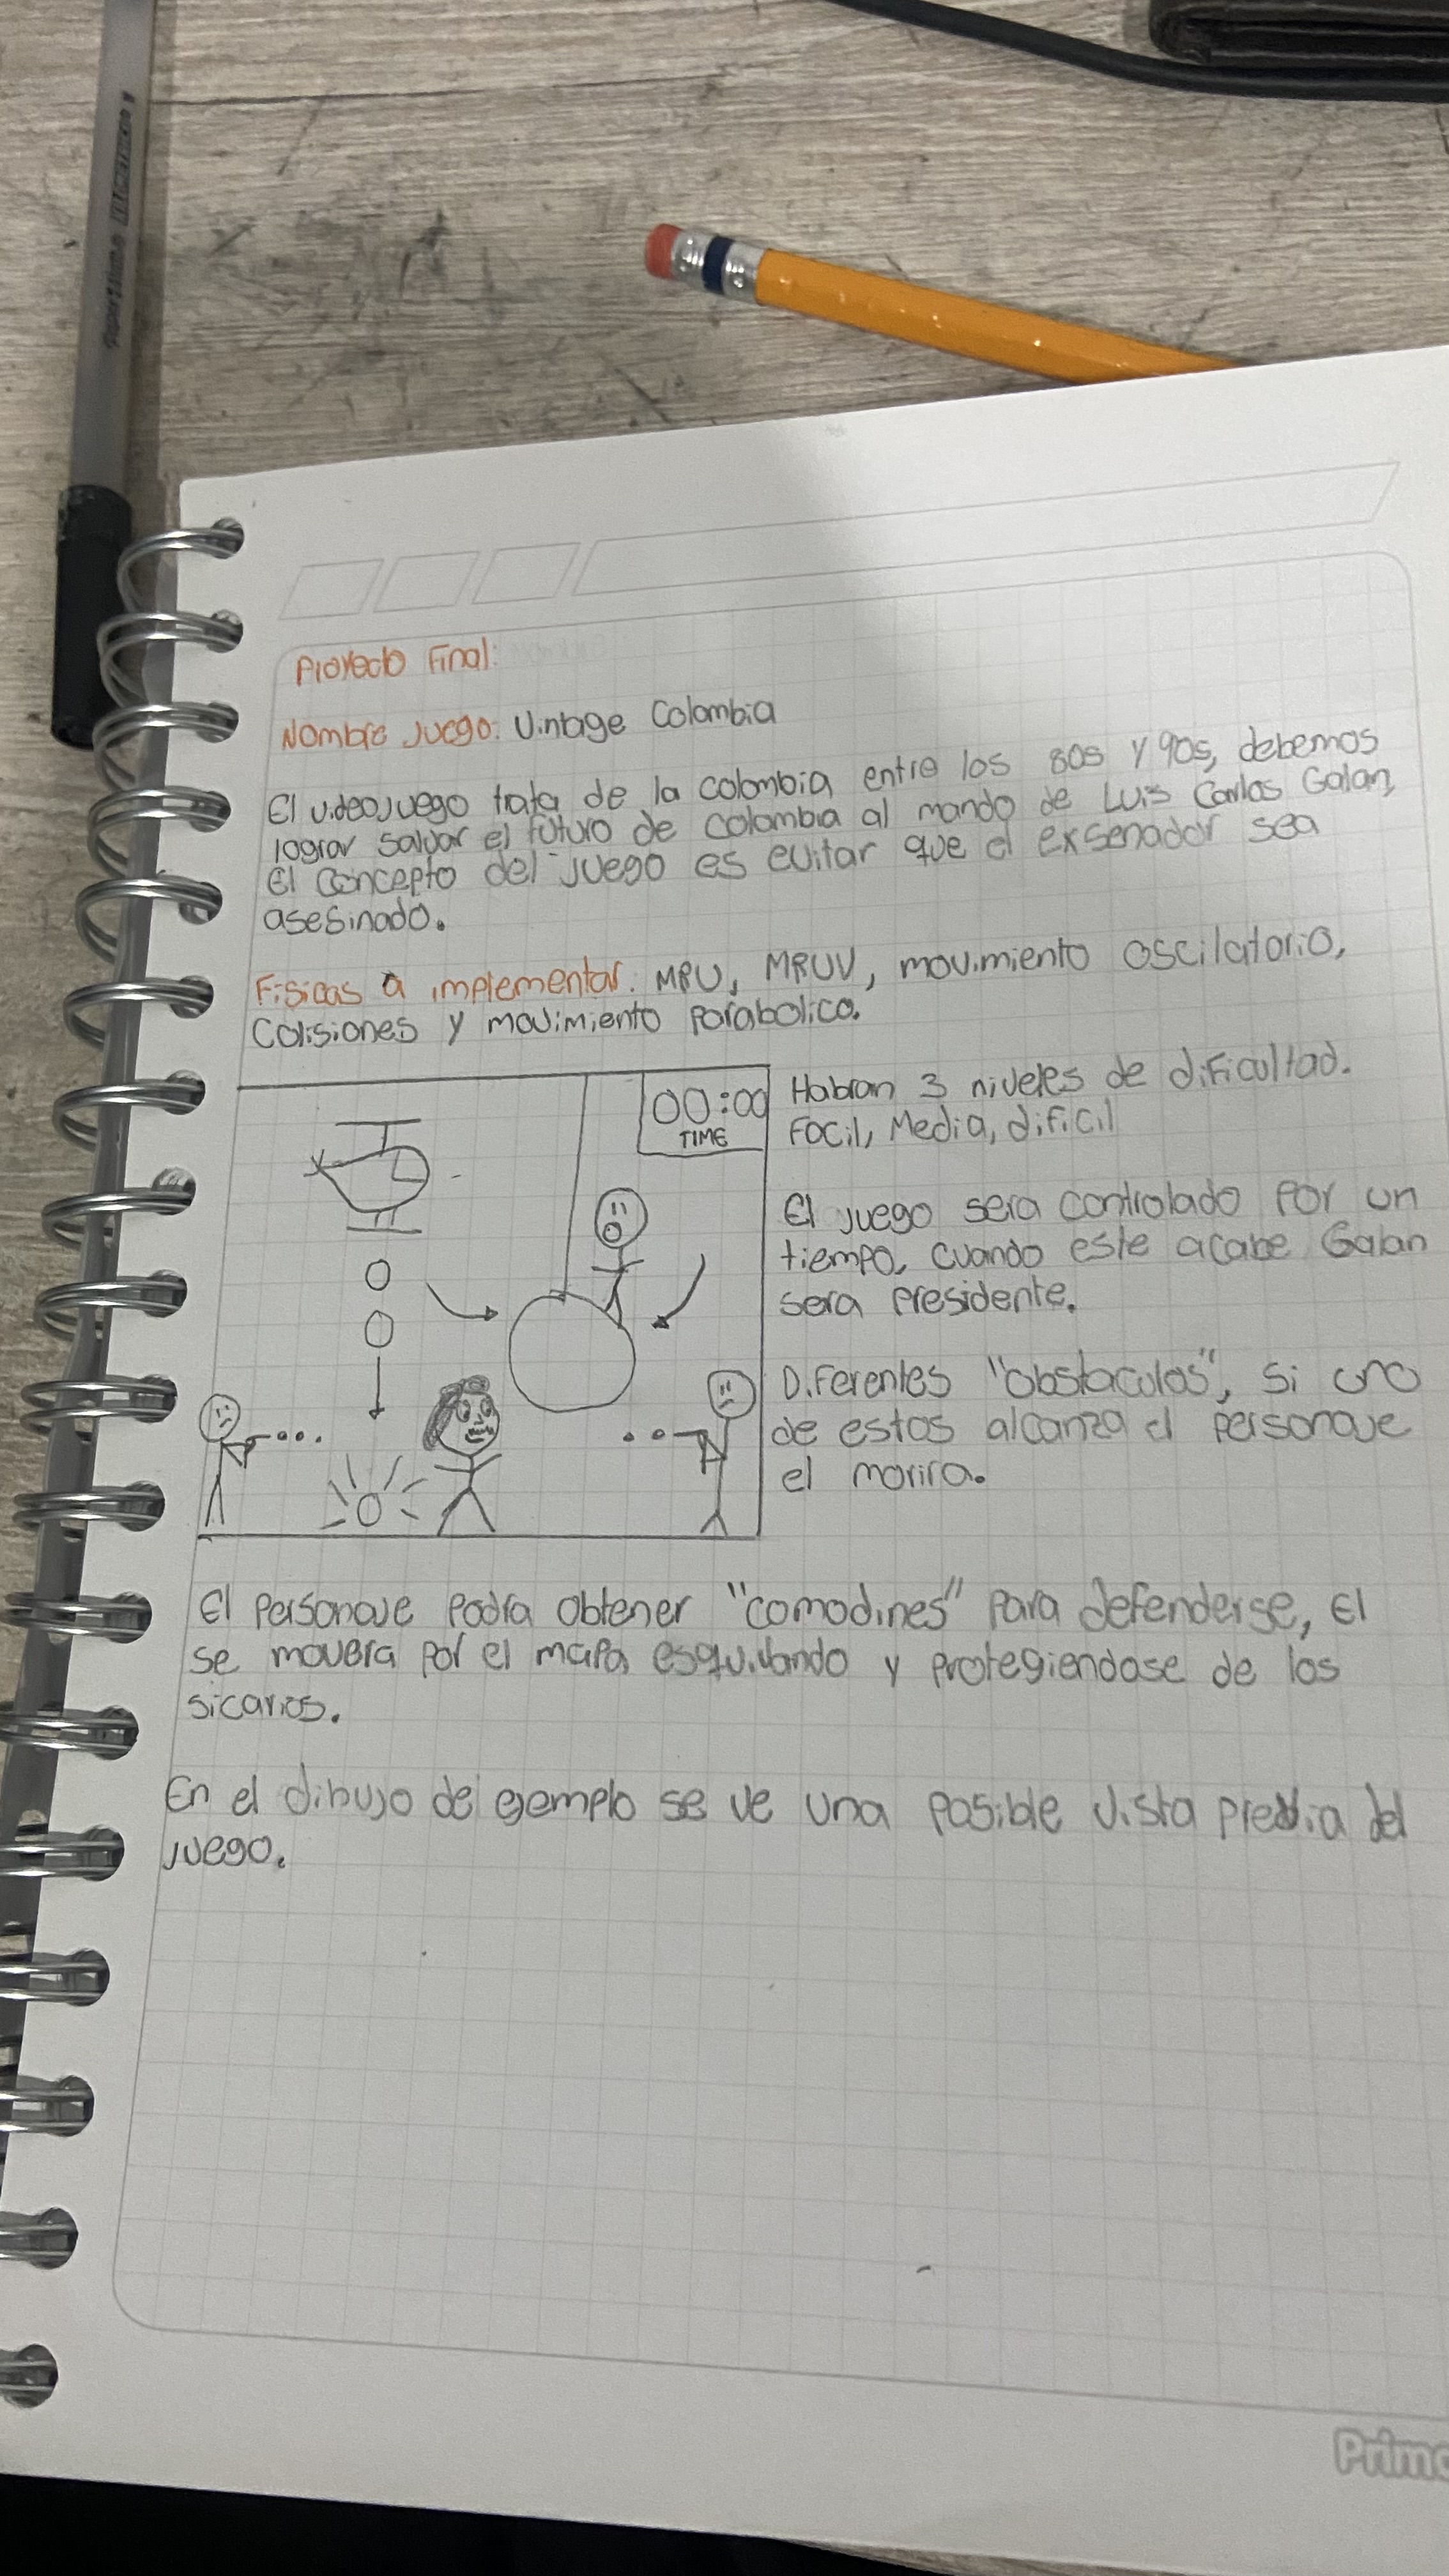 Proyecto Final:
Nombre Juego: Vintage Colombia
El videojuego trata de la colombia entre los 80s y 90s, debemos
lograr salvar el futuro de colombia al mando de Luis Carlos Galan,
El concepto del juego es evitar que el exsenador sea
asesinado.
Fisicas a implementar: MRU, MRUV, movimiento oscilatorio,
Colisiones y movimiento parabolico.
00:00
TIME
Habran 3 niveles de dificultad.
Facil, Media, dificil
El juego sera controlado por un
tiempo, cuando este acabe Galan
sera presidente.
Diferentes "obstaculos", si uno
de estos alcanza el personaje
el morira.
El personaje podra obtener "comodines" para defenderse, El
se movera por el mapa esquivando y protegiendose de los
sicarios.
En el dibujo de ejemplo se ve una posible vista previa del
juego.